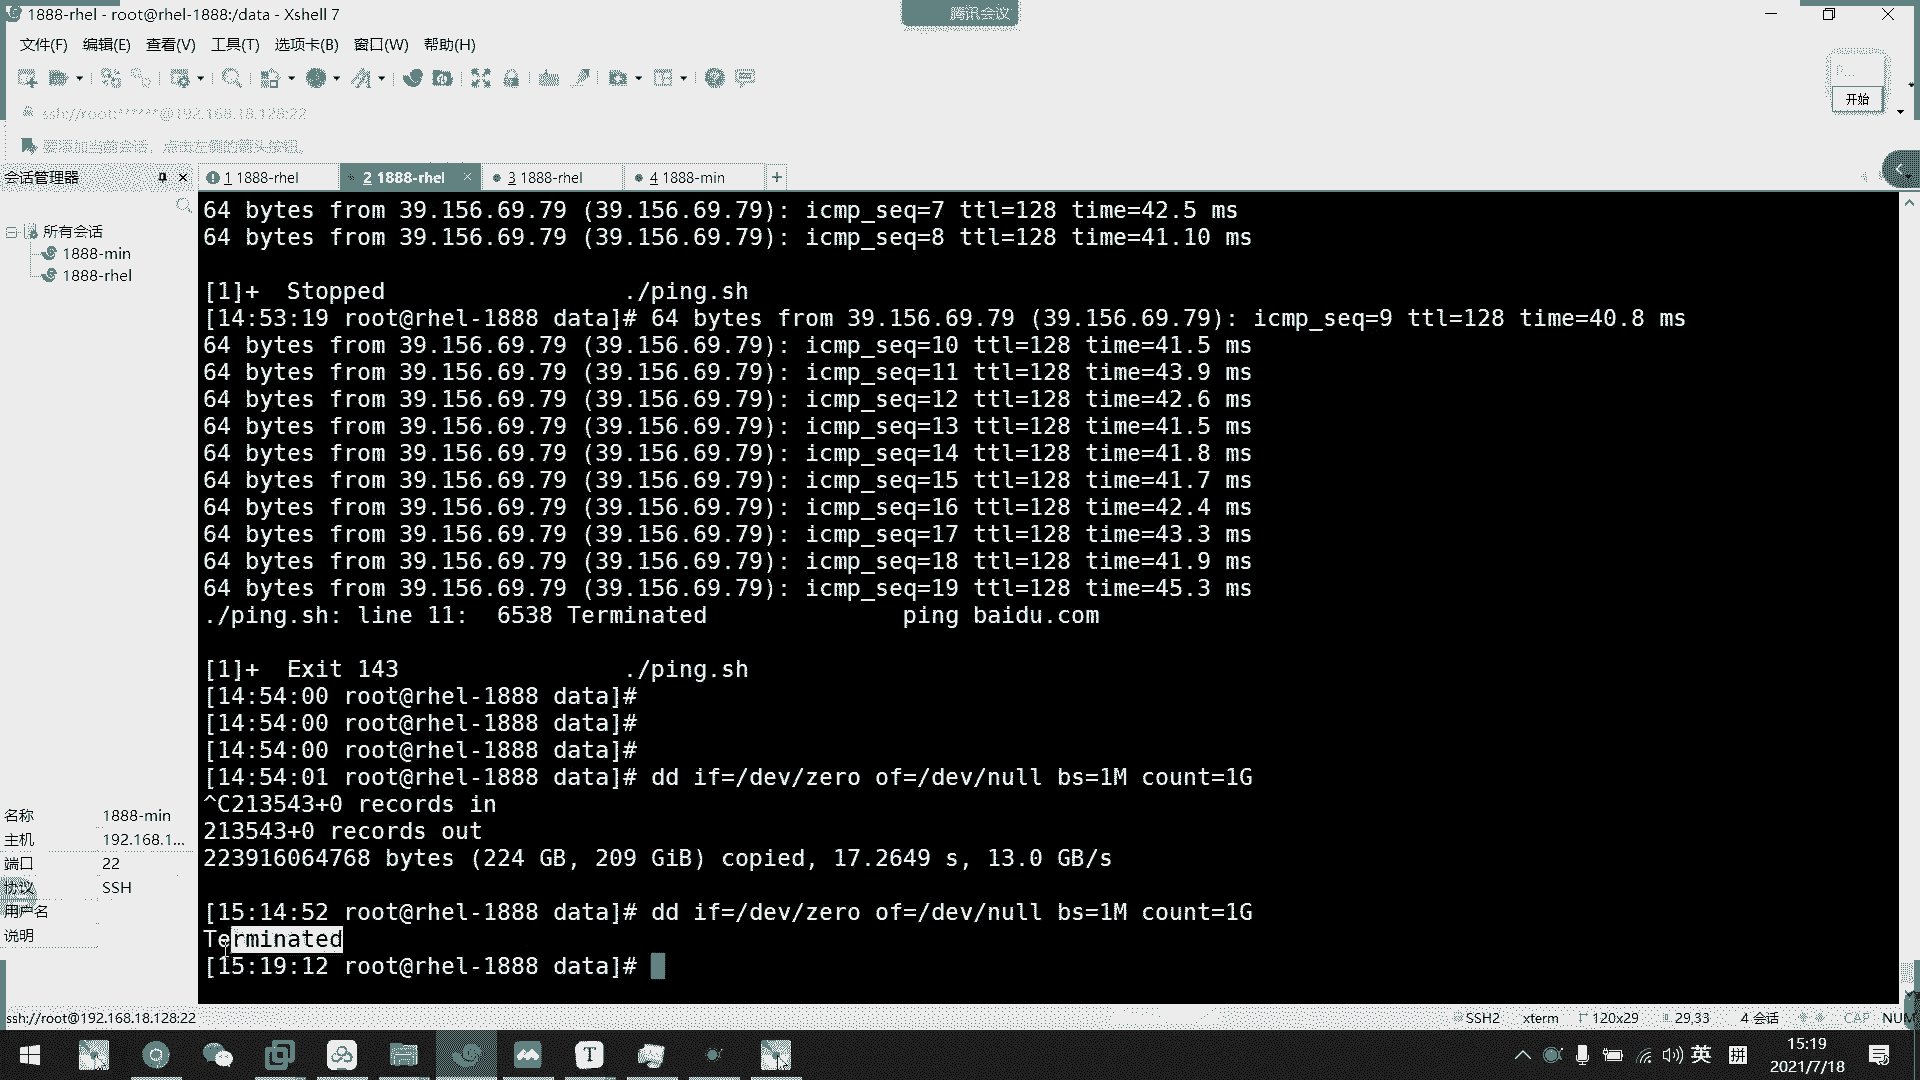 1888-rhel - root@rhel-1888:/data - Xshell 7
腾讯会议
文件(F) 编辑(E) 查看(V) 工具(T) 选项卡(B) 窗口(W) 帮助(H)
开始
ssh://root:******@192.168.18.128:22
要添加当前会话，点击左侧的箭头按钮。
会话管理器
1 1888-rhel
2 1888-rhel
3 1888-rhel
4 1888-min
所有会话
1888-min
1888-rhel
64 bytes from 39.156.69.79 (39.156.69.79): icmp_seq=7 ttl=128 time=42.5 ms
64 bytes from 39.156.69.79 (39.156.69.79): icmp_seq=8 ttl=128 time=41.10 ms
[1]+  Stopped                 ./ping.sh
[14:53:19 root@rhel-1888 data]# 64 bytes from 39.156.69.79 (39.156.69.79): icmp_seq=9 ttl=128 time=40.8 ms
64 bytes from 39.156.69.79 (39.156.69.79): icmp_seq=10 ttl=128 time=41.5 ms
64 bytes from 39.156.69.79 (39.156.69.79): icmp_seq=11 ttl=128 time=43.9 ms
64 bytes from 39.156.69.79 (39.156.69.79): icmp_seq=12 ttl=128 time=42.6 ms
64 bytes from 39.156.69.79 (39.156.69.79): icmp_seq=13 ttl=128 time=41.5 ms
64 bytes from 39.156.69.79 (39.156.69.79): icmp_seq=14 ttl=128 time=41.8 ms
64 bytes from 39.156.69.79 (39.156.69.79): icmp_seq=15 ttl=128 time=41.7 ms
64 bytes from 39.156.69.79 (39.156.69.79): icmp_seq=16 ttl=128 time=42.4 ms
64 bytes from 39.156.69.79 (39.156.69.79): icmp_seq=17 ttl=128 time=43.3 ms
64 bytes from 39.156.69.79 (39.156.69.79): icmp_seq=18 ttl=128 time=41.9 ms
64 bytes from 39.156.69.79 (39.156.69.79): icmp_seq=19 ttl=128 time=45.3 ms
./ping.sh: line 11:  6538 Terminated              ping baidu.com
[1]+  Exit 143                ./ping.sh
[14:54:00 root@rhel-1888 data]#
[14:54:00 root@rhel-1888 data]#
[14:54:00 root@rhel-1888 data]#
[14:54:01 root@rhel-1888 data]# dd if=/dev/zero of=/dev/null bs=1M count=1G
^C213543+0 records in
213543+0 records out
223916064768 bytes (224 GB, 209 GiB) copied, 17.2649 s, 13.0 GB/s
[15:14:52 root@rhel-1888 data]# dd if=/dev/zero of=/dev/null bs=1M count=1G
Terminated
[15:19:12 root@rhel-1888 data]#
名称 1888-min
主机 192.168.1...
端口 22
协议 SSH
用户名
说明
ssh://root@192.168.18.128:22
SSH2 xterm 120x29 29,33 4 会话 CAP NUM
英 拼 15:19
2021/7/18